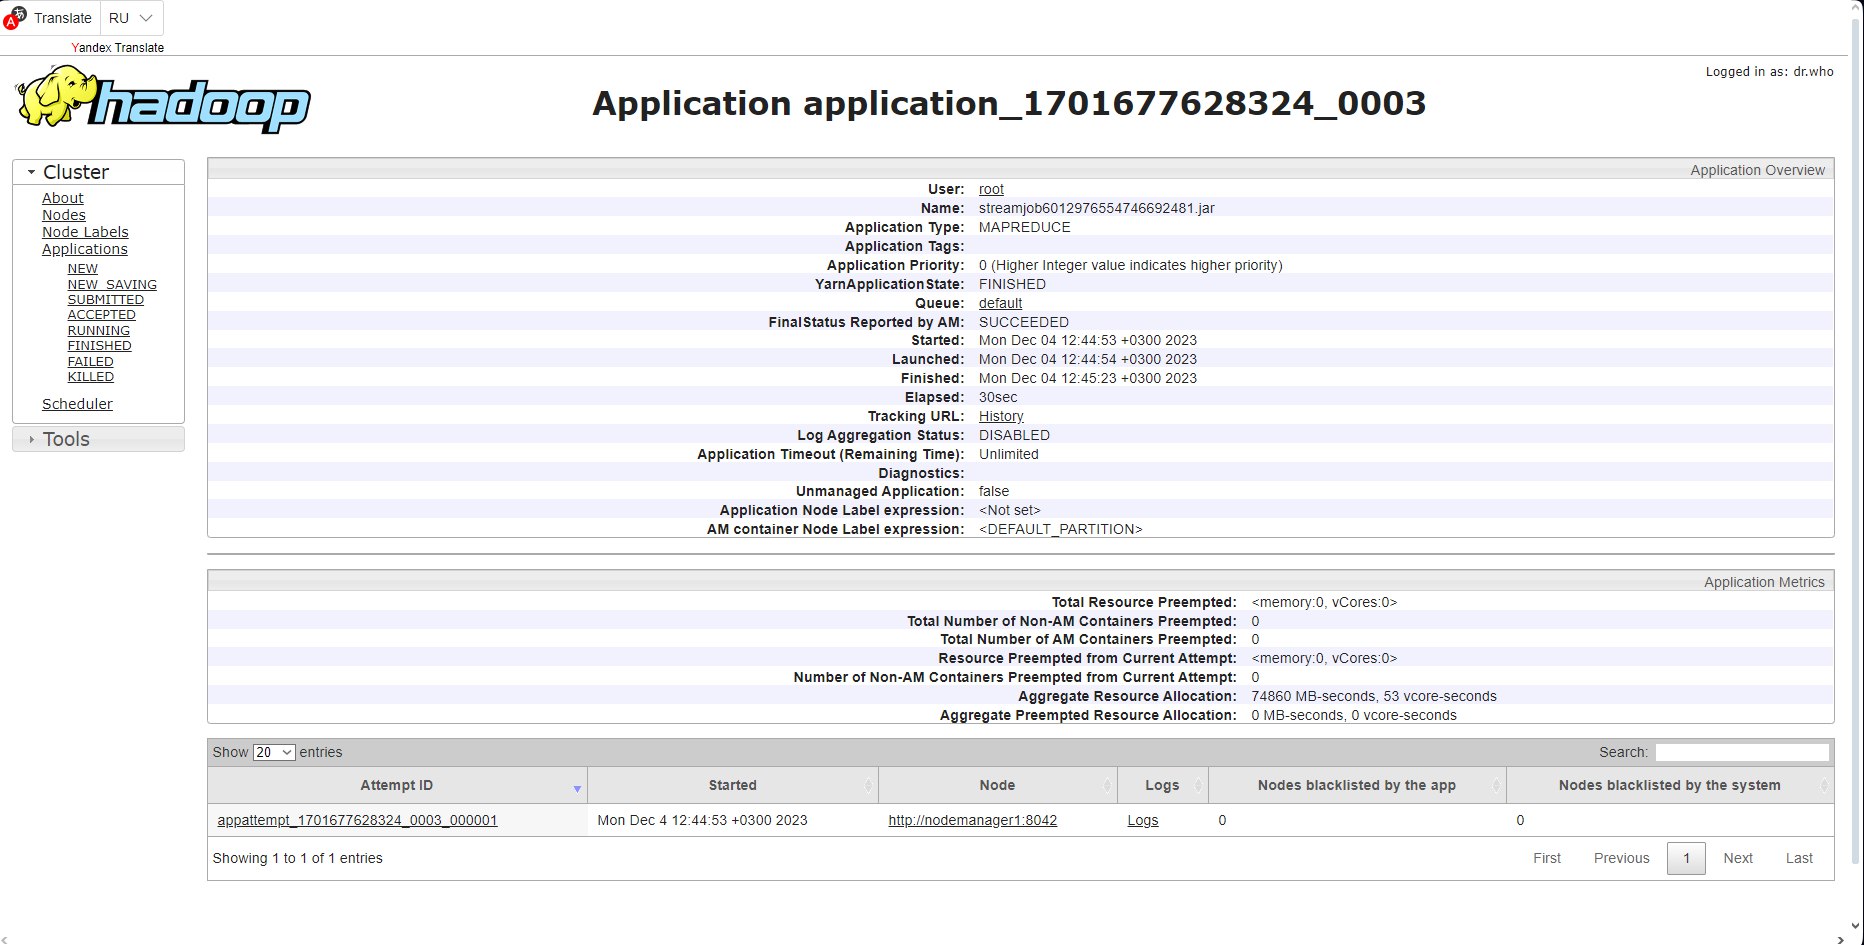 Translate RU
Yandex Translate
Logged in as: dr.who
hadoop
Application application_1701677628324_0003
Cluster
About
Nodes
Node Labels
Applications
NEW
NEW_SAVING
SUBMITTED
ACCEPTED
RUNNING
FINISHED
FAILED
KILLED
Scheduler
Tools
Application Overview
User: root
Name: streamjob6012976554746692481.jar
Application Type: MAPREDUCE
Application Tags:
Application Priority: 0 (Higher Integer value indicates higher priority)
YarnApplicationState: FINISHED
Queue: default
FinalStatus Reported by AM: SUCCEEDED
Started: Mon Dec 04 12:44:53 +0300 2023
Launched: Mon Dec 04 12:44:54 +0300 2023
Finished: Mon Dec 04 12:45:23 +0300 2023
Elapsed: 30sec
Tracking URL: History
Log Aggregation Status: DISABLED
Application Timeout (Remaining Time): Unlimited
Diagnostics:
Unmanaged Application: false
Application Node Label expression: <Not set>
AM container Node Label expression: <DEFAULT_PARTITION>
Application Metrics
Total Resource Preempted: <memory:0, vCores:0>
Total Number of Non-AM Containers Preempted: 0
Total Number of AM Containers Preempted: 0
Resource Preempted from Current Attempt: <memory:0, vCores:0>
Number of Non-AM Containers Preempted from Current Attempt: 0
Aggregate Resource Allocation: 74860 MB-seconds, 53 vcore-seconds
Aggregate Preempted Resource Allocation: 0 MB-seconds, 0 vcore-seconds
Show 20 entries Search:
Attempt ID Started Node Logs Nodes blacklisted by the app Nodes blacklisted by the system
appattempt_1701677628324_0003_000001 Mon Dec 4 12:44:53 +0300 2023 http://nodemanager1:8042 Logs 0 0
Showing 1 to 1 of 1 entries First Previous 1 Next Last